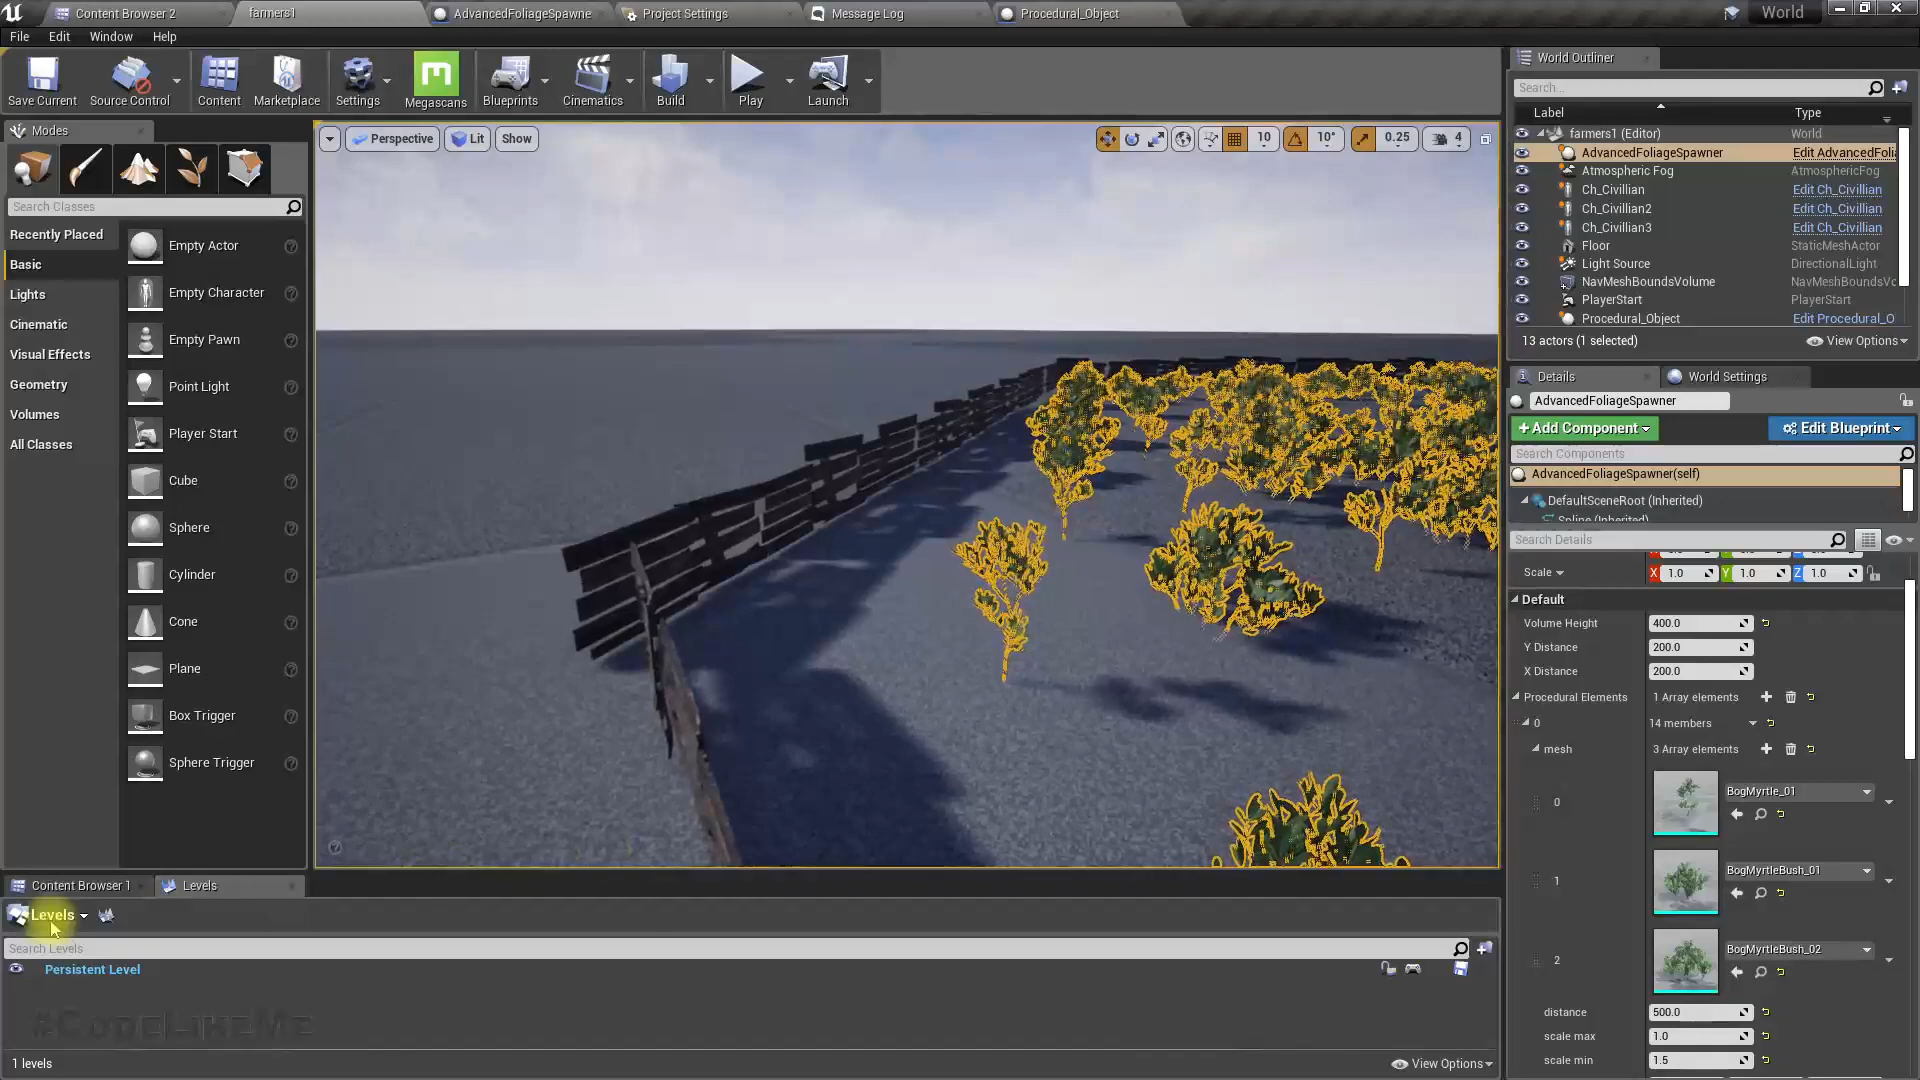 Content Browser 2
farmers1
AdvancedFoliageSpawne
Project Settings
Message Log
Procedural_Object
World
File Edit Window Help
Save Current
Source Control
Content
Marketplace
Settings
Megascans
Blueprints
Cinematics
Build
Play
Launch
Modes
Search Classes
Recently Placed
Basic
Lights
Cinematic
Visual Effects
Geometry
Volumes
All Classes
Empty Actor
Empty Character
Empty Pawn
Point Light
Player Start
Cube
Sphere
Cylinder
Cone
Plane
Box Trigger
Sphere Trigger
Perspective
Lit
Show
10
10°
0.25
4
World Outliner
Search...
Label Type
farmers1 (Editor) World
AdvancedFoliageSpawner Edit AdvancedFolia
Atmospheric Fog AtmosphericFog
Ch_Civillian Edit Ch_Civillian
Ch_Civillian2 Edit Ch_Civillian
Ch_Civillian3 Edit Ch_Civillian
Floor StaticMeshActor
Light Source DirectionalLight
NavMeshBoundsVolume NavMeshBoundsVo
PlayerStart PlayerStart
Procedural_Object Edit Procedural_O
13 actors (1 selected)
View Options
Details
World Settings
AdvancedFoliageSpawner
+Add Component
Edit Blueprint
Search Components
AdvancedFoliageSpawner(self)
DefaultSceneRoot (Inherited)
Spline (Inherited)
Search Details
Scale X 1.0 Y 1.0 Z 1.0
Default
Volume Height 400.0
Y Distance 200.0
X Distance 200.0
Procedural Elements 1 Array elements
0 14 members
mesh 3 Array elements
0 BogMyrtle_01
1 BogMyrtleBush_01
2 BogMyrtleBush_02
distance 500.0
scale max 1.0
scale min 1.5
Content Browser 1
Levels
Levels
Search Levels
Persistent Level
#CodeLikeMe
1 levels
View Options